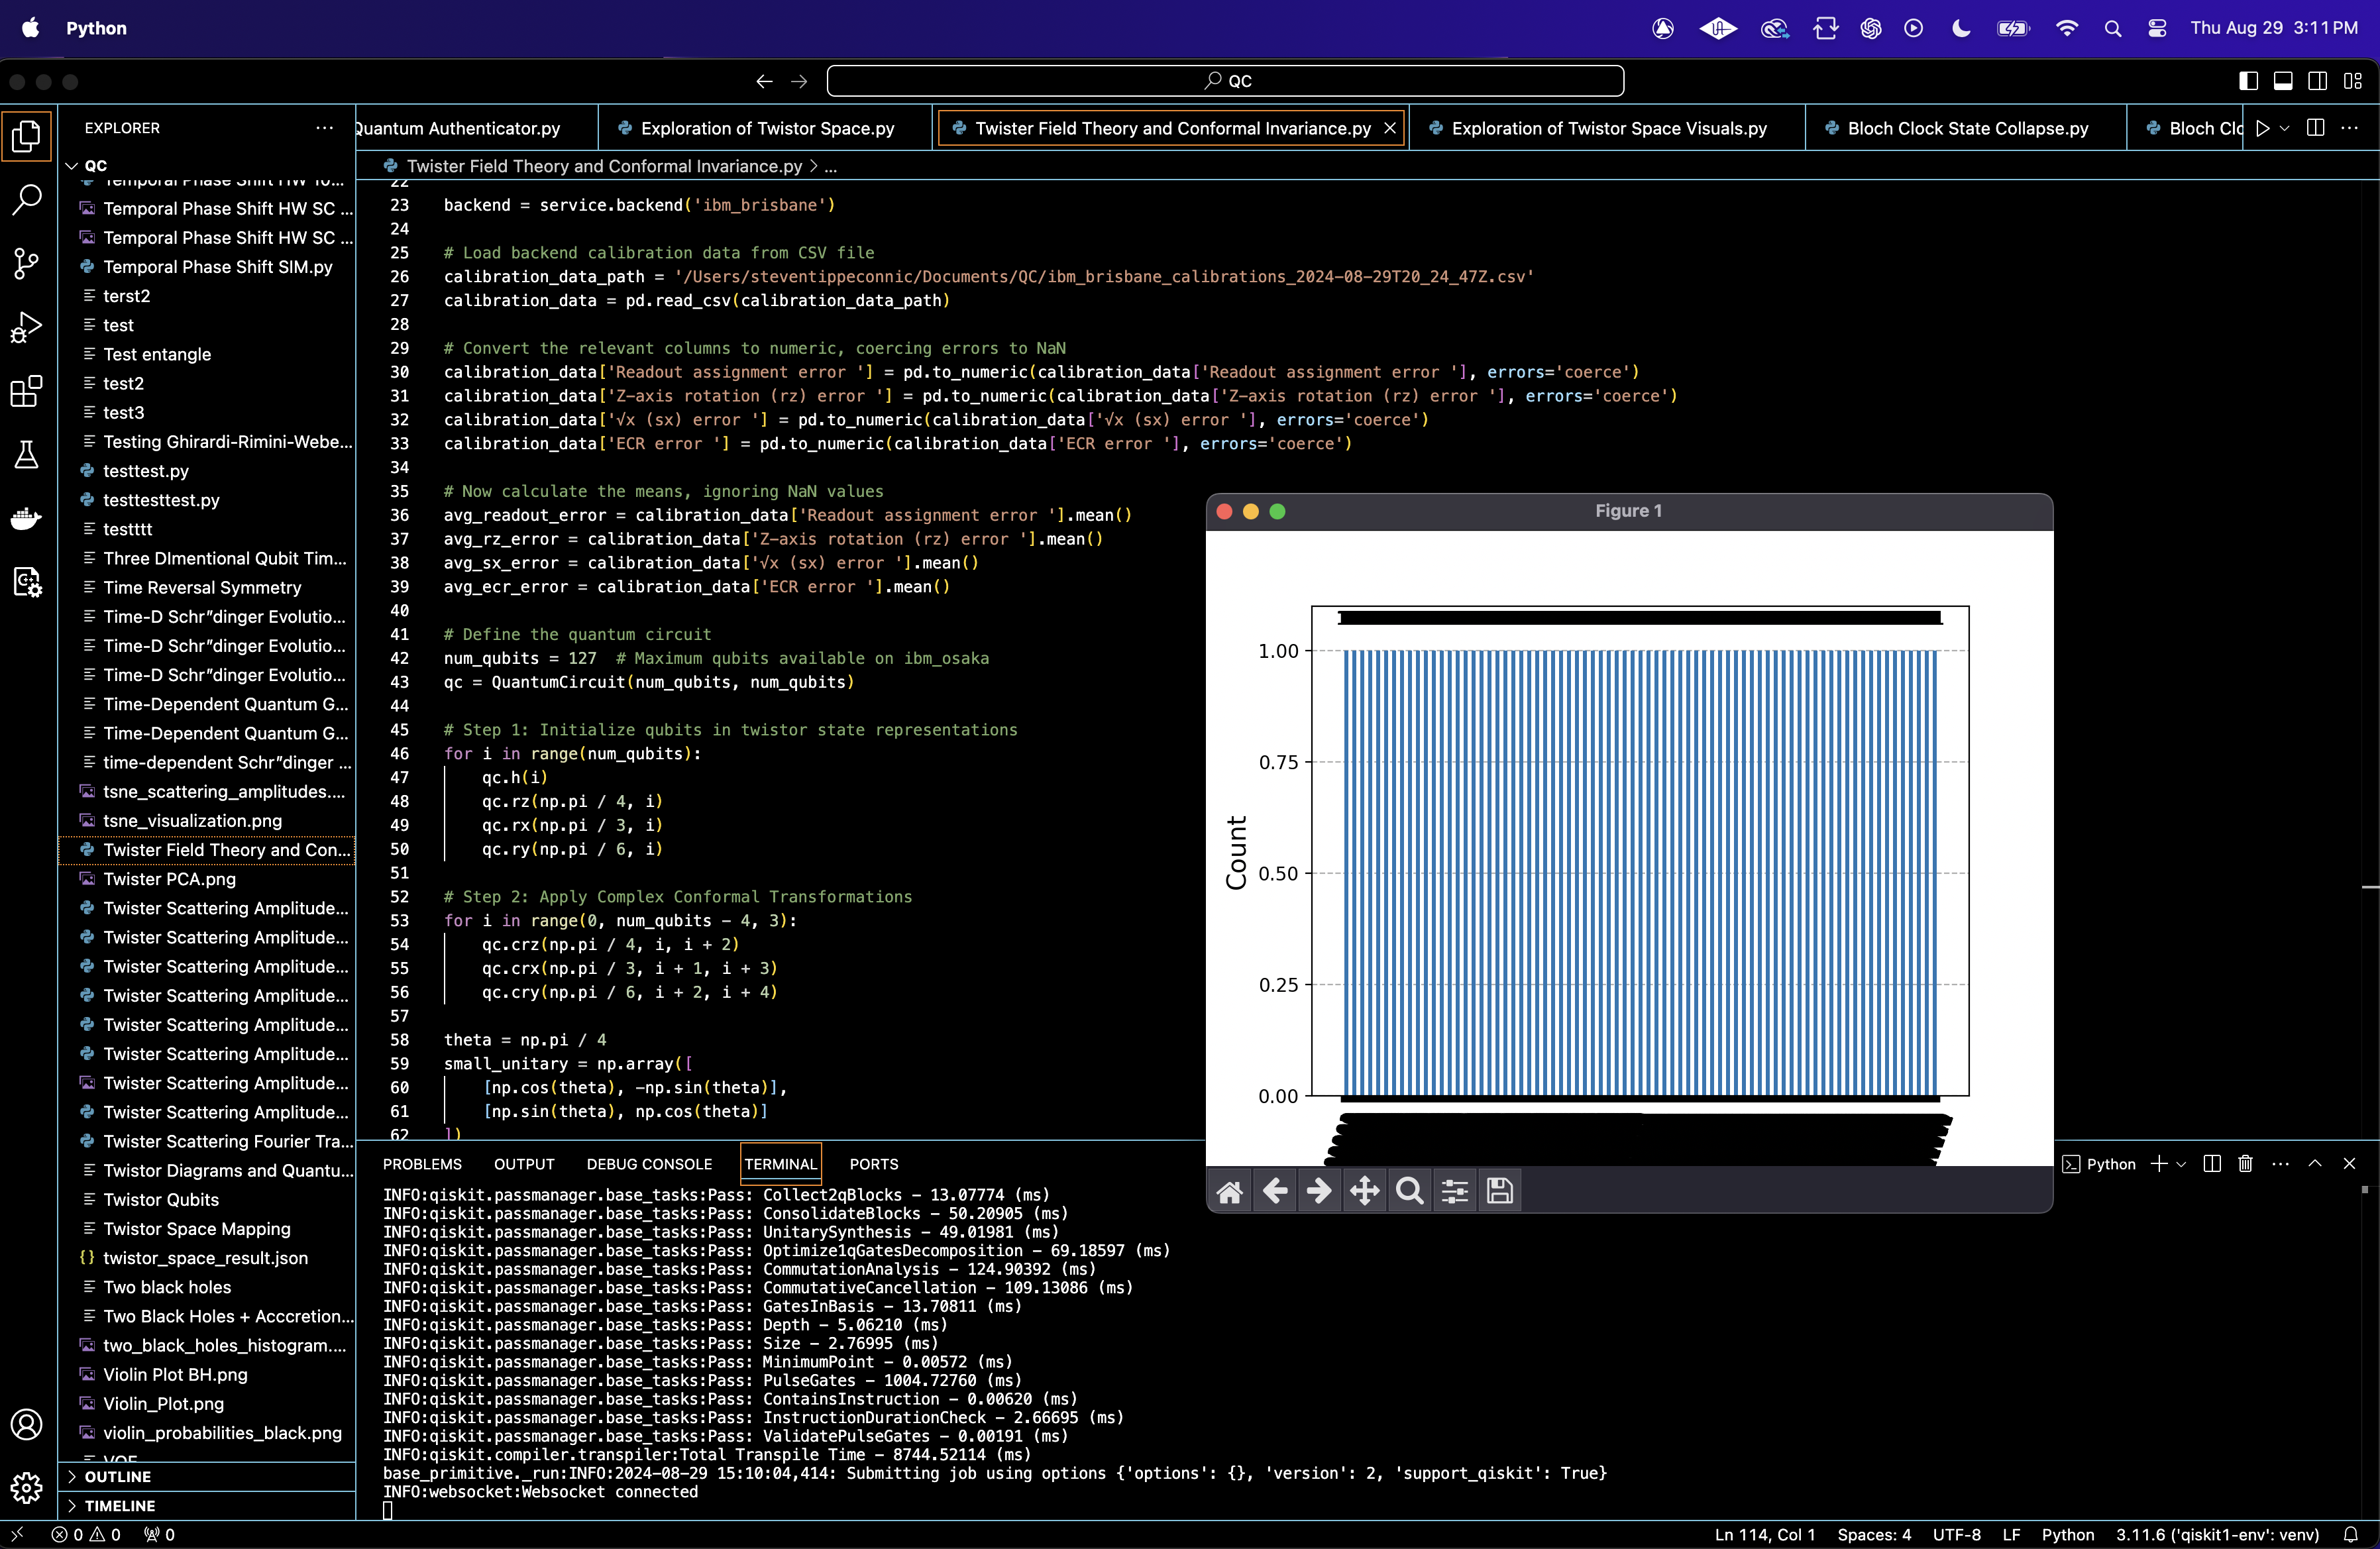 Python
Thu Aug 29 3:11 PM
QC
EXPLORER
QC
Temporal Phase Shift HW SC ...
Temporal Phase Shift HW SC ...
Temporal Phase Shift SIM.py
terst2
test
Test entangle
test2
test3
Testing Ghirardi-Rimini-Webe...
testtest.py
testtesttest.py
testttt
Three DImentional Qubit Tim...
Time Reversal Symmetry
Time-D Schr”dinger Evolutio...
Time-D Schr”dinger Evolutio...
Time-D Schr”dinger Evolutio...
Time-Dependent Quantum G...
Time-Dependent Quantum G...
time-dependent Schr”dinger ...
tsne_scattering_amplitudes....
tsne_visualization.png
Twister Field Theory and Con...
Twister PCA.png
Twister Scattering Amplitude...
Twister Scattering Amplitude...
Twister Scattering Amplitude...
Twister Scattering Amplitude...
Twister Scattering Amplitude...
Twister Scattering Amplitude...
Twister Scattering Amplitude...
Twister Scattering Amplitude...
Twister Scattering Fourier Tra...
Twistor Diagrams and Quantu...
Twistor Qubits
Twistor Space Mapping
twistor_space_result.json
Two black holes
Two Black Holes + Acccretion...
two_black_holes_histogram....
Violin Plot BH.png
Violin_Plot.png
violin_probabilities_black.png
OUTLINE
TIMELINE
Quantum Authenticator.py
Exploration of Twistor Space.py
Twister Field Theory and Conformal Invariance.py
Exploration of Twistor Space Visuals.py
Bloch Clock State Collapse.py
Bloch Clc
Twister Field Theory and Conformal Invariance.py > ...
22
23 backend = service.backend('ibm_brisbane')
24
25 # Load backend calibration data from CSV file
26 calibration_data_path = '/Users/steventippeconnic/Documents/QC/ibm_brisbane_calibrations_2024-08-29T20_24_47Z.csv'
27 calibration_data = pd.read_csv(calibration_data_path)
28
29 # Convert the relevant columns to numeric, coercing errors to NaN
30 calibration_data['Readout assignment error '] = pd.to_numeric(calibration_data['Readout assignment error '], errors='coerce')
31 calibration_data['Z-axis rotation (rz) error '] = pd.to_numeric(calibration_data['Z-axis rotation (rz) error '], errors='coerce')
32 calibration_data['√x (sx) error '] = pd.to_numeric(calibration_data['√x (sx) error '], errors='coerce')
33 calibration_data['ECR error '] = pd.to_numeric(calibration_data['ECR error '], errors='coerce')
34
35 # Now calculate the means, ignoring NaN values
36 avg_readout_error = calibration_data['Readout assignment error '].mean()
37 avg_rz_error = calibration_data['Z-axis rotation (rz) error '].mean()
38 avg_sx_error = calibration_data['√x (sx) error '].mean()
39 avg_ecr_error = calibration_data['ECR error '].mean()
40
41 # Define the quantum circuit
42 num_qubits = 127 # Maximum qubits available on ibm_osaka
43 qc = QuantumCircuit(num_qubits, num_qubits)
44
45 # Step 1: Initialize qubits in twistor state representations
46 for i in range(num_qubits):
47 qc.h(i)
48 qc.rz(np.pi / 4, i)
49 qc.rx(np.pi / 3, i)
50 qc.ry(np.pi / 6, i)
51
52 # Step 2: Apply Complex Conformal Transformations
53 for i in range(0, num_qubits - 4, 3):
54 qc.crz(np.pi / 4, i, i + 2)
55 qc.crx(np.pi / 3, i + 1, i + 3)
56 qc.cry(np.pi / 6, i + 2, i + 4)
57
58 theta = np.pi / 4
59 small_unitary = np.array([
60 [np.cos(theta), -np.sin(theta)],
61 [np.sin(theta), np.cos(theta)]
62 ])
Figure 1
1.00
0.75
0.50
0.25
0.00
Count
PROBLEMS OUTPUT DEBUG CONSOLE TERMINAL PORTS
Python
INFO:qiskit.passmanager.base_tasks:Pass: Collect2qBlocks - 13.07774 (ms)
INFO:qiskit.passmanager.base_tasks:Pass: ConsolidateBlocks - 50.20905 (ms)
INFO:qiskit.passmanager.base_tasks:Pass: UnitarySynthesis - 49.01981 (ms)
INFO:qiskit.passmanager.base_tasks:Pass: Optimize1qGatesDecomposition - 69.18597 (ms)
INFO:qiskit.passmanager.base_tasks:Pass: CommutationAnalysis - 124.90392 (ms)
INFO:qiskit.passmanager.base_tasks:Pass: CommutativeCancellation - 109.13086 (ms)
INFO:qiskit.passmanager.base_tasks:Pass: GatesInBasis - 13.70811 (ms)
INFO:qiskit.passmanager.base_tasks:Pass: Depth - 5.06210 (ms)
INFO:qiskit.passmanager.base_tasks:Pass: Size - 2.76995 (ms)
INFO:qiskit.passmanager.base_tasks:Pass: MinimumPoint - 0.00572 (ms)
INFO:qiskit.passmanager.base_tasks:Pass: PulseGates - 1004.72760 (ms)
INFO:qiskit.passmanager.base_tasks:Pass: ContainsInstruction - 0.00620 (ms)
INFO:qiskit.passmanager.base_tasks:Pass: InstructionDurationCheck - 2.66695 (ms)
INFO:qiskit.passmanager.base_tasks:Pass: ValidatePulseGates - 0.00191 (ms)
INFO:qiskit.compiler.transpiler:Total Transpile Time - 8744.52114 (ms)
base_primitive._run:INFO:2024-08-29 15:10:04,414: Submitting job using options {'options': {}, 'version': 2, 'support_qiskit': True}
INFO:websocket:Websocket connected
0 0 0
Ln 114, Col 1 Spaces: 4 UTF-8 LF Python 3.11.6 ('qiskit1-env': venv)